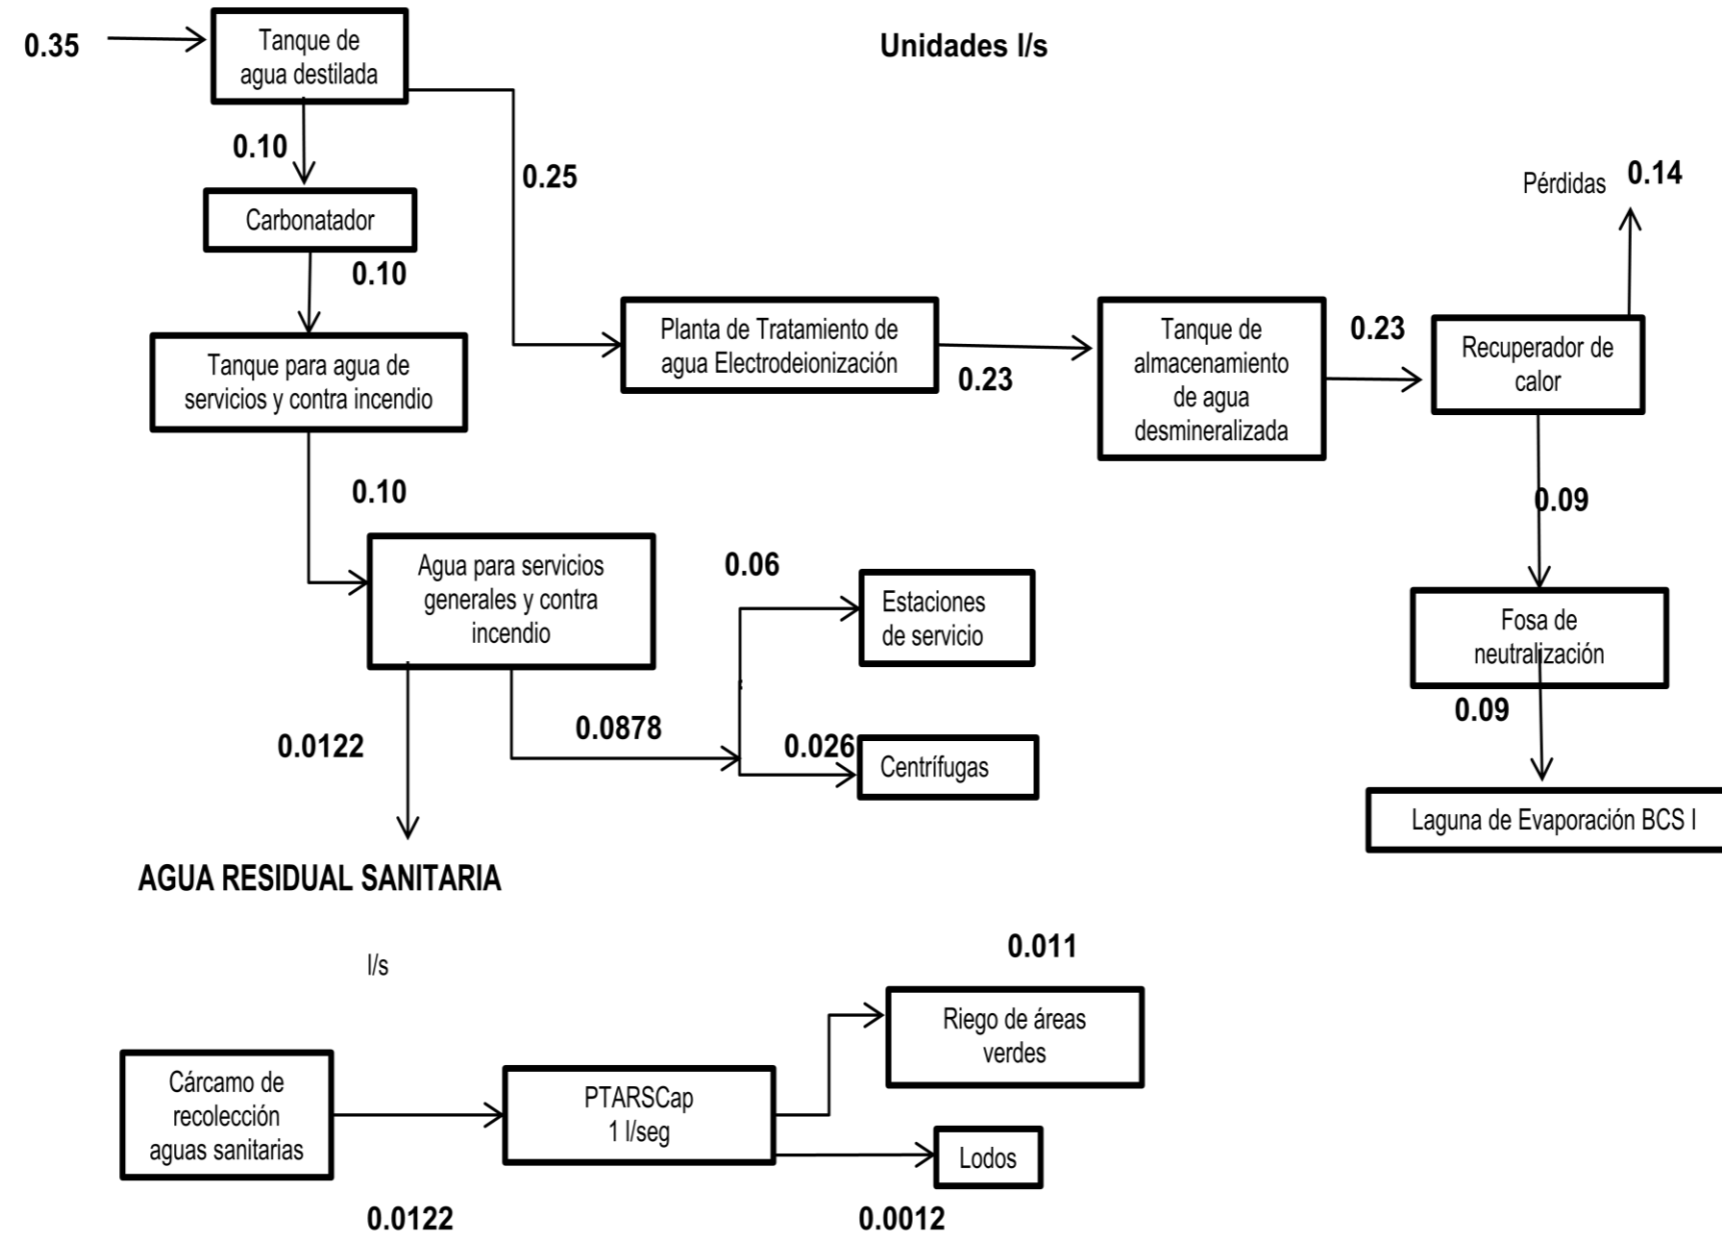 0.35
Tanque de
agua destilada
Unidades l/s
0.10
0.25
Pérdidas 0.14
Carbonatador
0.10
Tanque para agua de
servicios y contra incendio
Planta de Tratamiento de
agua Electrodeionización
0.23
Tanque de
almacenamiento
de agua
desmineralizada
0.23
Recuperador de
calor
0.10
0.09
Agua para servicios
generales y contra
incendio
0.06
Estaciones
de servicio
Fosa de
neutralización
0.0122
0.0878
0.026
Centrífugas
0.09
Laguna de Evaporación BCS I
AGUA RESIDUAL SANITARIA
l/s
0.011
Riego de áreas
verdes
Cárcamo de
recolección
aguas sanitarias
PTARSCap
1 l/seg
Lodos
0.0122
0.0012